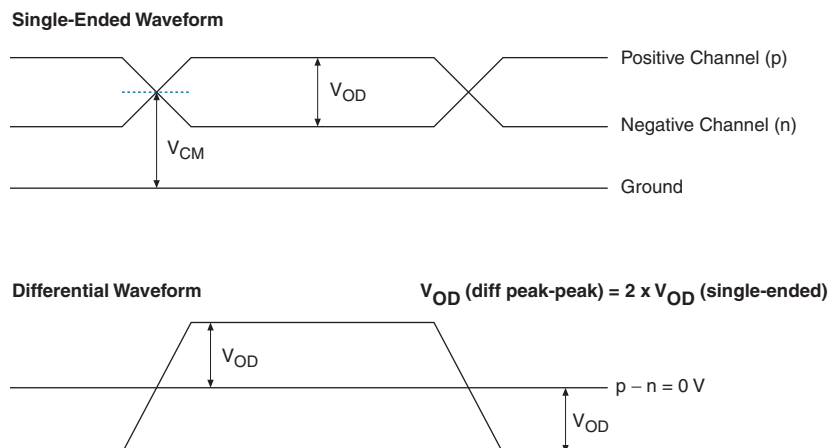 Single-Ended Waveform
Positive Channel (p)
VOD
Negative Channel (n)
VCM
Ground
Differential Waveform
VOD (diff peak-peak) = 2 x VOD (single-ended)
VOD
p – n = 0 V
VOD